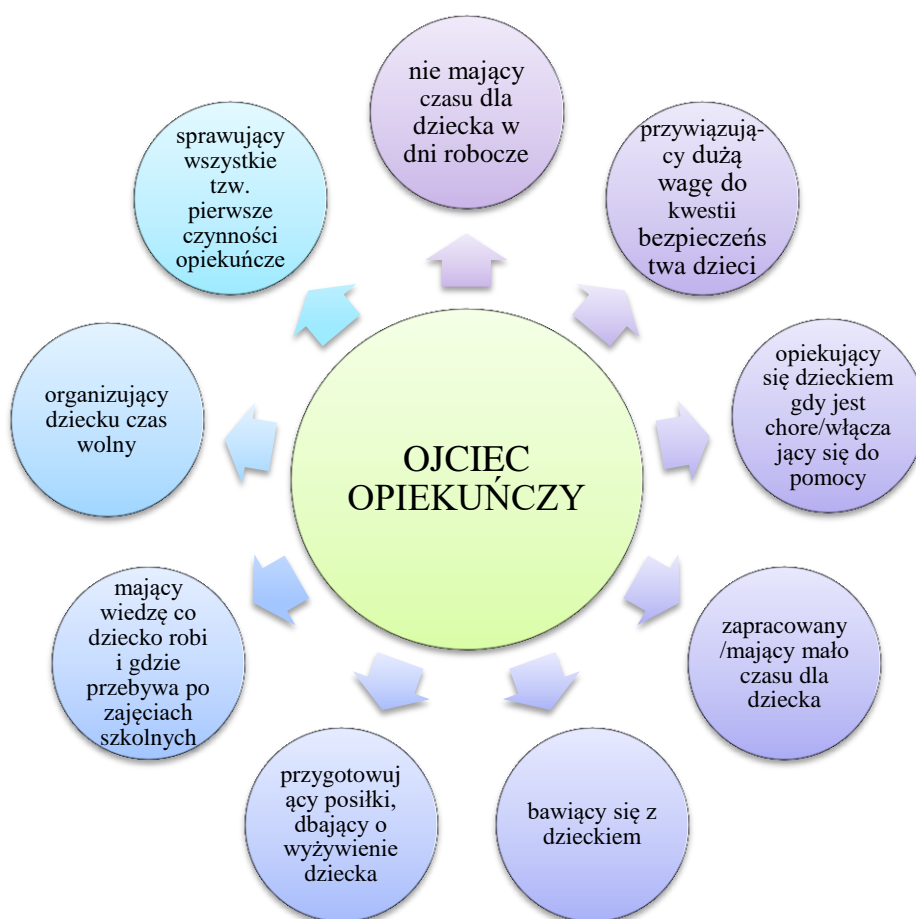 nie mający
czasu dla
dziecka w
dni robocze
przywiązują-
cy dużą
wagę do
kwestii
bezpieczeńs
twa dzieci
opiekujący
się dzieckiem
gdy jest
chore/włącza
jący się do
pomocy
zapracowany
/mający mało
czasu dla
dziecka
bawiący się z
dzieckiem
przygotowuj
ący posiłki,
dbający o
wyżywienie
dziecka
mający
wiedzę co
dziecko robi
i gdzie
przebywa po
zajęciach
szkolnych
organizujący
dziecku czas
wolny
sprawujący
wszystkie
tzw.
pierwsze
czynności
opiekuńcze
OJCIEC
OPIEKUŃCZY